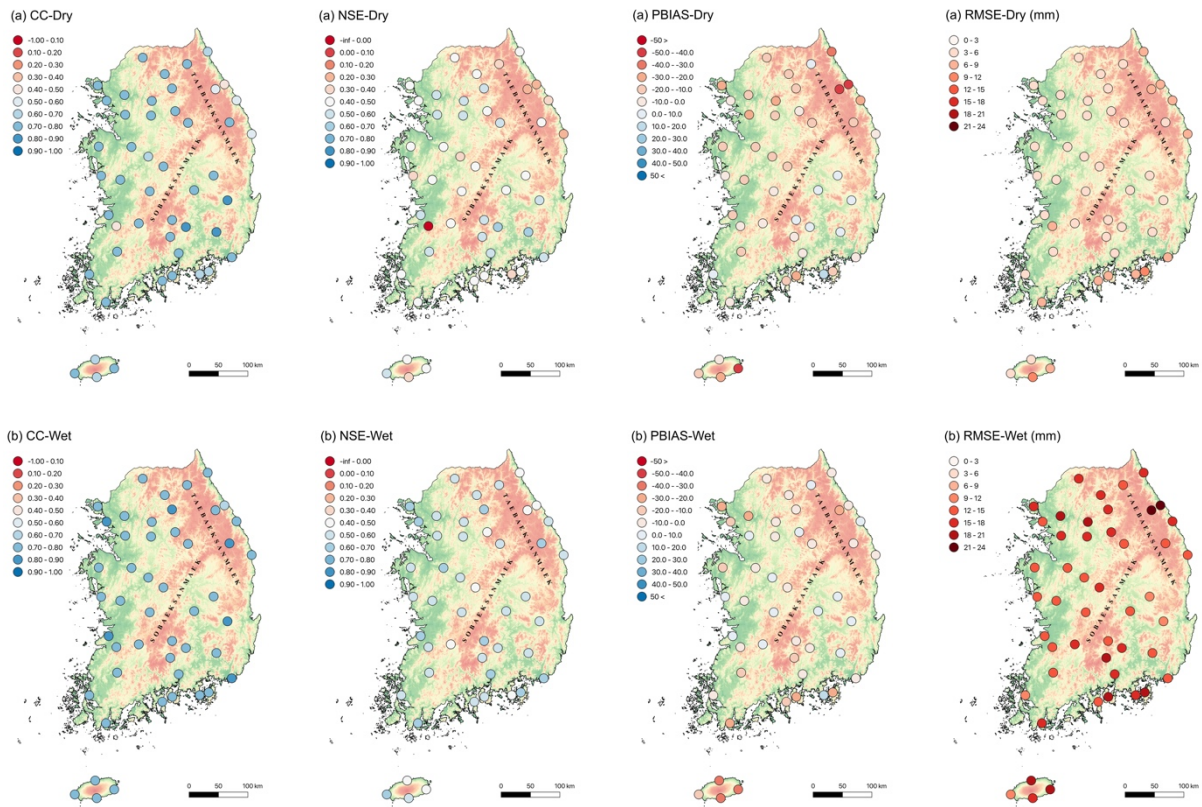 (a) CC-Dry
-1.00 - 0.10
0.10 - 0.20
0.20 - 0.30
0.30 - 0.40
0.40 - 0.50
0.50 - 0.60
0.60 - 0.70
0.70 - 0.80
0.80 - 0.90
0.90 - 1.00
TAEBAEKSANMAEK
SOBAEKSANMAEK
0 50 100 km
(a) NSE-Dry
-inf - 0.00
0.00 - 0.10
0.10 - 0.20
0.20 - 0.30
0.30 - 0.40
0.40 - 0.50
0.50 - 0.60
0.60 - 0.70
0.70 - 0.80
0.80 - 0.90
0.90 - 1.00
TAEBAEKSANMAEK
SOBAEKSANMAEK
0 50 100 km
(a) PBIAS-Dry
-50 >
-50.0 - -40.0
-40.0 - -30.0
-30.0 - -20.0
-20.0 - -10.0
-10.0 - 0.0
0.0 - 10.0
10.0 - 20.0
20.0 - 30.0
30.0 - 40.0
40.0 - 50.0
50 <
TAEBAEKSANMAEK
SOBAEKSANMAEK
0 50 100 km
(a) RMSE-Dry (mm)
0 - 3
3 - 6
6 - 9
9 - 12
12 - 15
15 - 18
18 - 21
21 - 24
TAEBAEKSANMAEK
SOBAEKSANMAEK
0 50 100 km
(b) CC-Wet
-1.00 - 0.10
0.10 - 0.20
0.20 - 0.30
0.30 - 0.40
0.40 - 0.50
0.50 - 0.60
0.60 - 0.70
0.70 - 0.80
0.80 - 0.90
0.90 - 1.00
TAEBAEKSANMAEK
SOBAEKSANMAEK
0 50 100 km
(b) NSE-Wet
-inf - 0.00
0.00 - 0.10
0.10 - 0.20
0.20 - 0.30
0.30 - 0.40
0.40 - 0.50
0.50 - 0.60
0.60 - 0.70
0.70 - 0.80
0.80 - 0.90
0.90 - 1.00
TAEBAEKSANMAEK
SOBAEKSANMAEK
0 50 100 km
(b) PBIAS-Wet
-50 >
-50.0 - -40.0
-40.0 - -30.0
-30.0 - -20.0
-20.0 - -10.0
-10.0 - 0.0
0.0 - 10.0
10.0 - 20.0
20.0 - 30.0
30.0 - 40.0
40.0 - 50.0
50 <
TAEBAEKSANMAEK
SOBAEKSANMAEK
0 50 100 km
(b) RMSE-Wet (mm)
0 - 3
3 - 6
6 - 9
9 - 12
12 - 15
15 - 18
18 - 21
21 - 24
TAEBAEKSANMAEK
SOBAEKSANMAEK
0 50 100 km